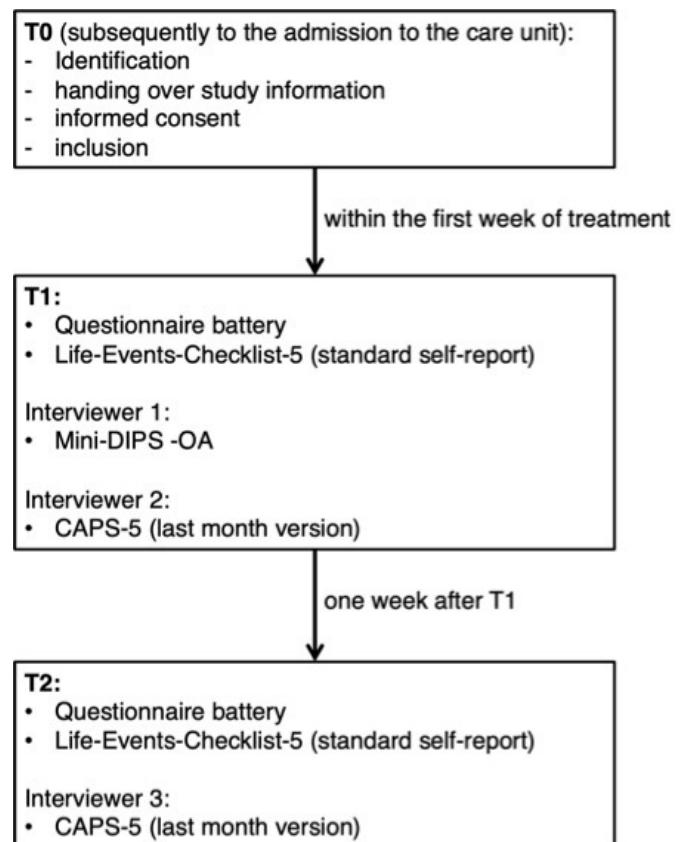 T0 (subsequently to the admission to the care unit):
- Identification
- handing over study information
- informed consent
- inclusion
within the first week of treatment
T1:
• Questionnaire battery
• Life-Events-Checklist-5 (standard self-report)
Interviewer 1:
• Mini-DIPS -OA
Interviewer 2:
• CAPS-5 (last month version)
one week after T1
T2:
• Questionnaire battery
• Life-Events-Checklist-5 (standard self-report)
Interviewer 3:
• CAPS-5 (last month version)